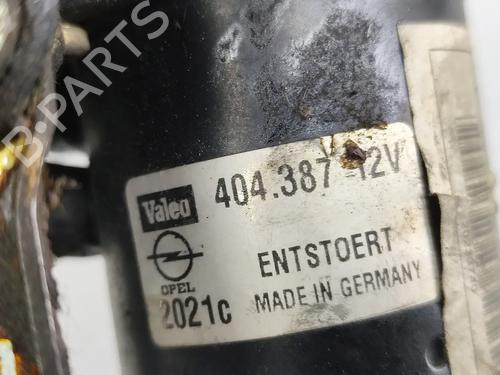 B-PARTS
Valeo 404.387 12V
OPEL ENTSTOERT
2021c MADE IN GERMANY